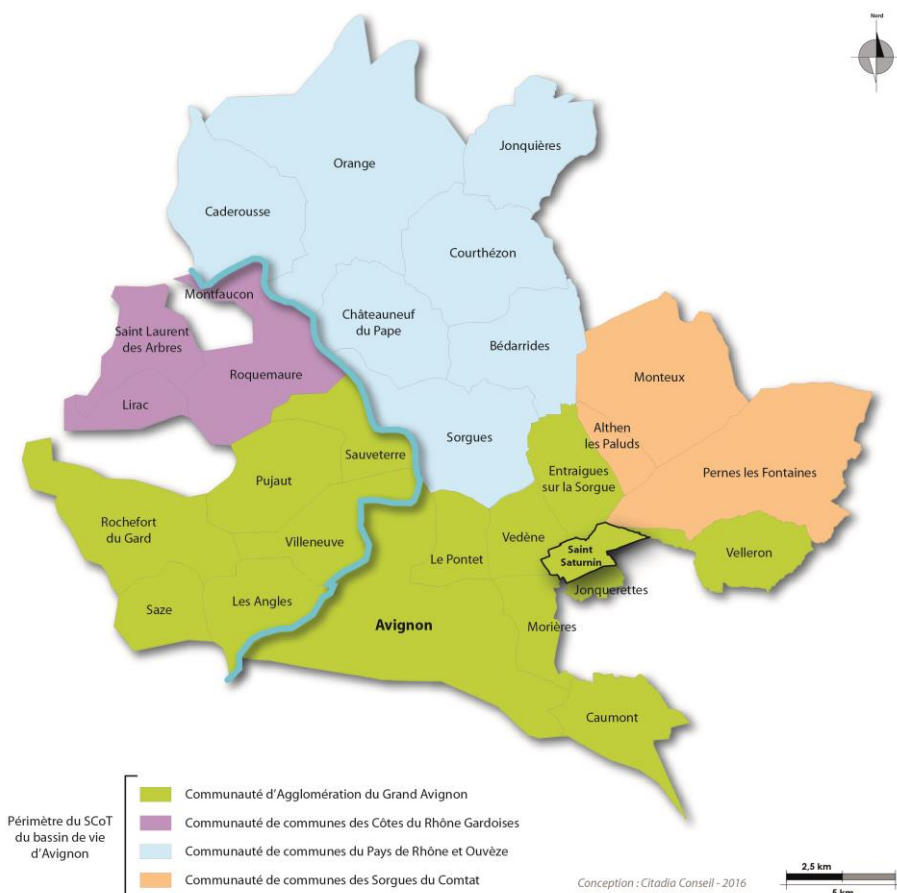 Nord
Jonquières
Orange
Caderousse
Courthézon
Montfaucon
Châteauneuf
du Pape
Saint Laurent
des Arbres
Bédarrides
Roquemaure
Monteux
Lirac
Althen
les Paluds
Sorgues
Sauveterre
Pernes les Fontaines
Entraigues
sur la Sorgue
Pujaut
Rochefort
du Gard
Villeneuve
Vedène
Le Pontet
Saint
Saturnin
Velleron
Jonquerettes
Les Angles
Saze
Avignon
Morières
Caumont
Périmètre du SCoT
du bassin de vie
d'Avignon
Communauté d'Agglomération du Grand Avignon
Communauté de communes des Côtes du Rhône Gardoises
Communauté de communes du Pays de Rhône et Ouvèze
Communauté de communes des Sorgues du Comtat
Conception : Citadia Conseil - 2016
2,5 km
5 km